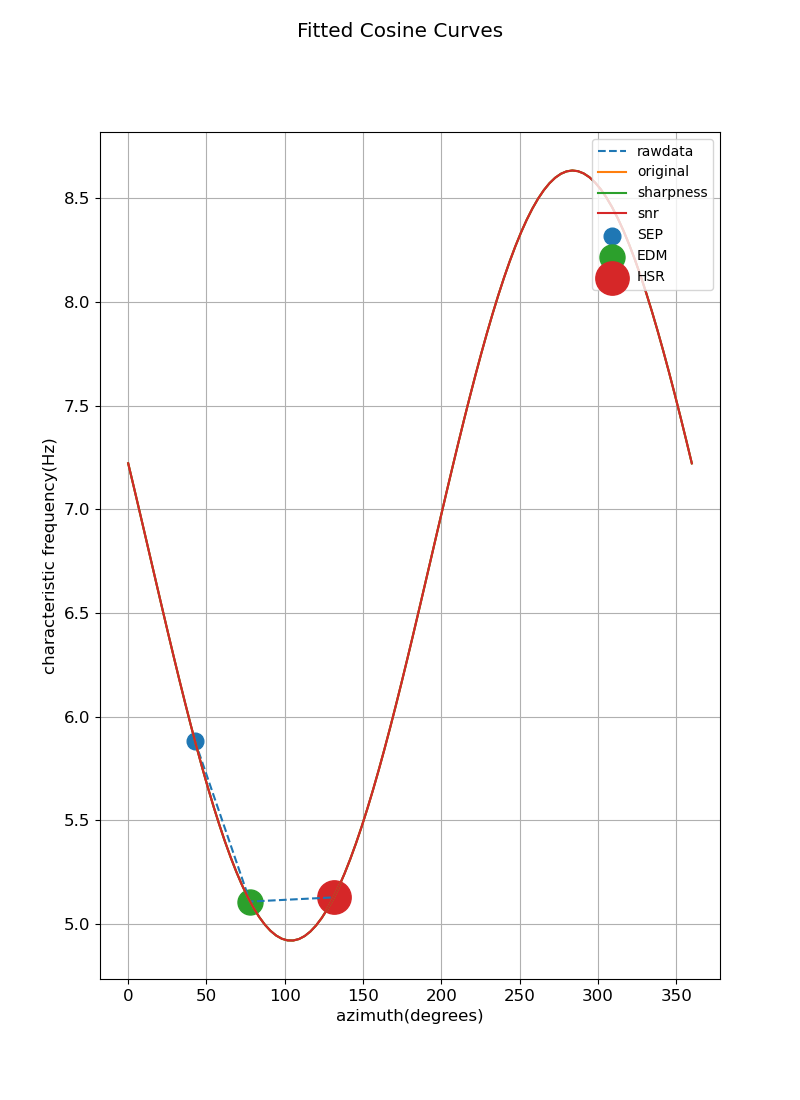 Fitted Cosine Curves
rawdata
original
sharpness
snr
SEP
EDM
HSR
characteristic frequency(Hz)
8.5
8.0
7.5
7.0
6.5
6.0
5.5
5.0
0 50 100 150 200 250 300 350
azimuth(degrees)